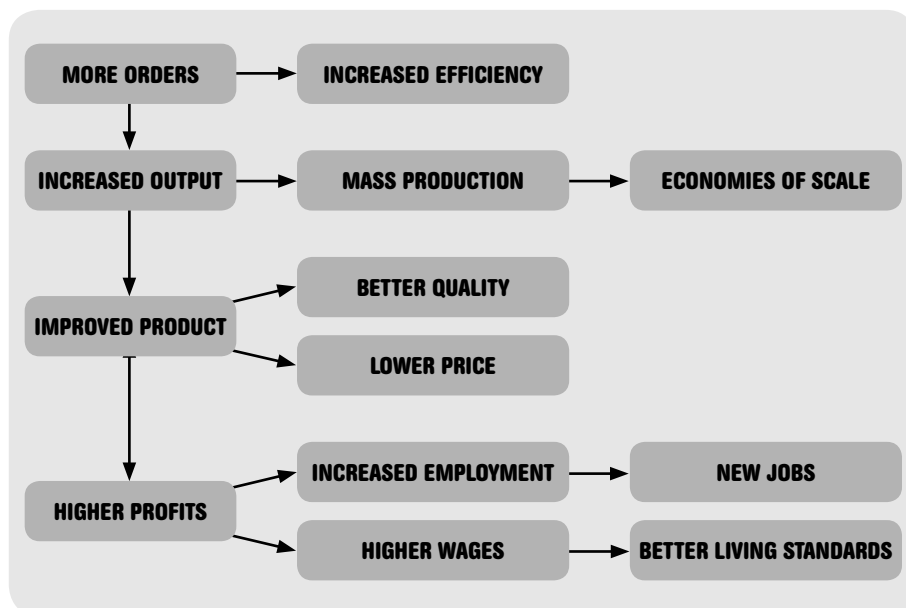 MORE ORDERS
INCREASED EFFICIENCY
INCREASED OUTPUT
MASS PRODUCTION
ECONOMIES OF SCALE
BETTER QUALITY
IMPROVED PRODUCT
LOWER PRICE
INCREASED EMPLOYMENT
NEW JOBS
HIGHER PROFITS
HIGHER WAGES
BETTER LIVING STANDARDS